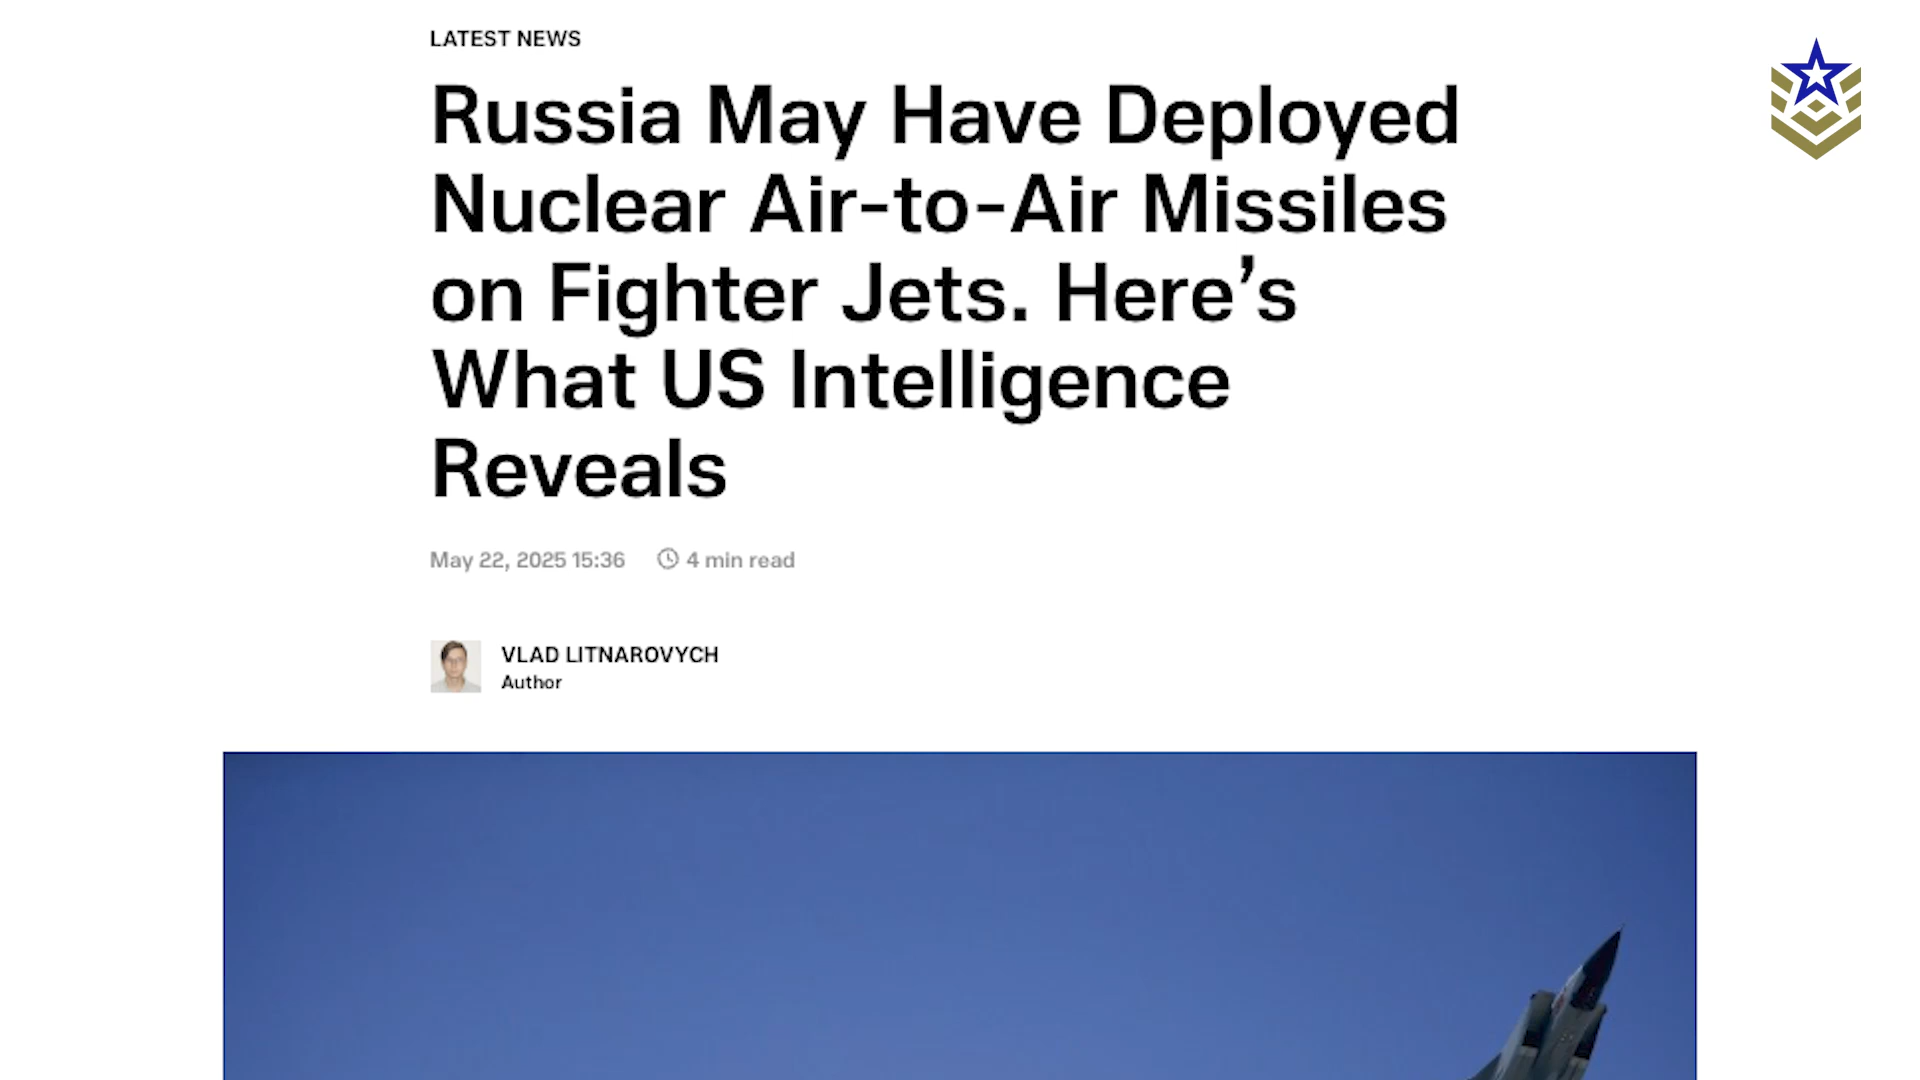 LATEST NEWS
Russia May Have Deployed
Nuclear Air-to-Air Missiles
on Fighter Jets. Here’s
What US Intelligence
Reveals
May 22, 2025 15:36 4 min read
VLAD LITNAROVYCH
Author